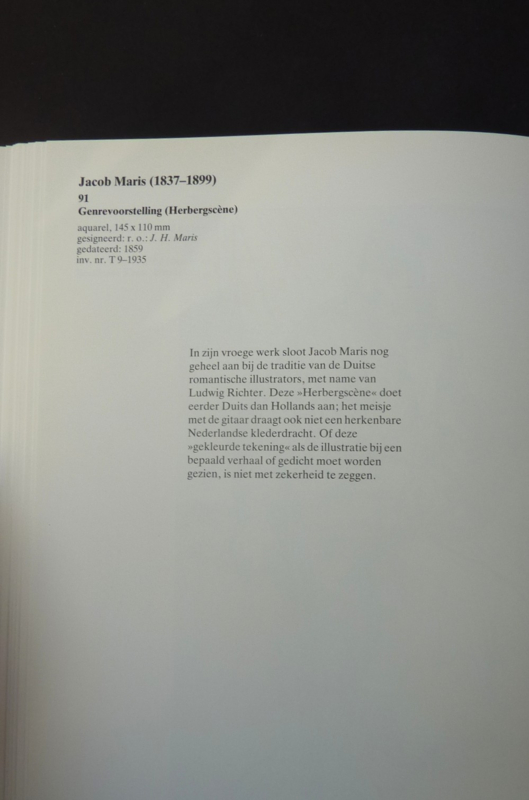 Jacob Maris (1837–1899)
91
Genrevoorstelling (Herbergscène)
aquarel, 145 x 110 mm
gesigneerd: r. o.: J. H. Maris
gedateerd: 1859
inv. nr. T 9–1935
In zijn vroege werk sloot Jacob Maris nog
geheel aan bij de traditie van de Duitse
romantische illustrators, met name van
Ludwig Richter. Deze »Herbergscène« doet
eerder Duits dan Hollands aan; het meisje
met de gitaar draagt ook niet een herkenbare
Nederlandse klederdracht. Of deze
»gekleurde tekening« als de illustratie bij een
bepaald verhaal of gedicht moet worden
gezien, is niet met zekerheid te zeggen.